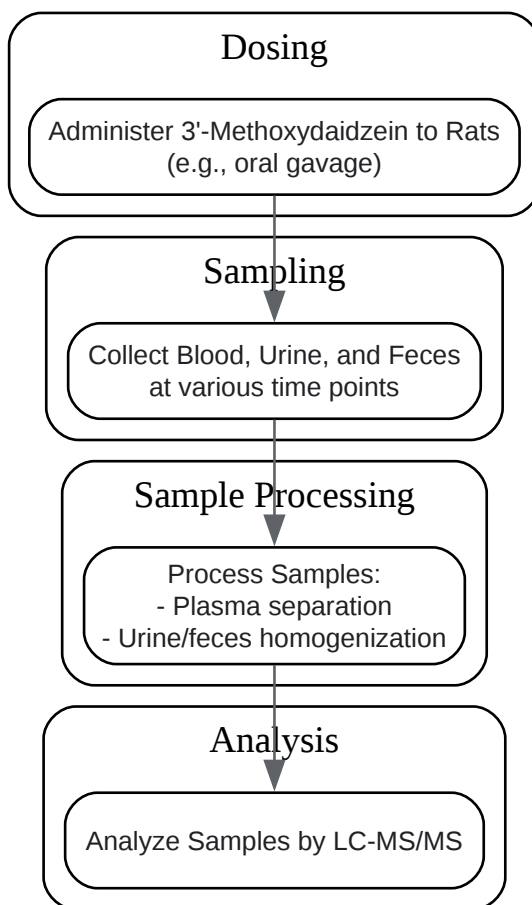 Dosing
Administer 3'-Methoxydaidzein to Rats
(e.g., oral gavage)
Sampling
Collect Blood, Urine, and Feces
at various time points
Sample Processing
Process Samples:
- Plasma separation
- Urine/feces homogenization
Analysis
Analyze Samples by LC-MS/MS